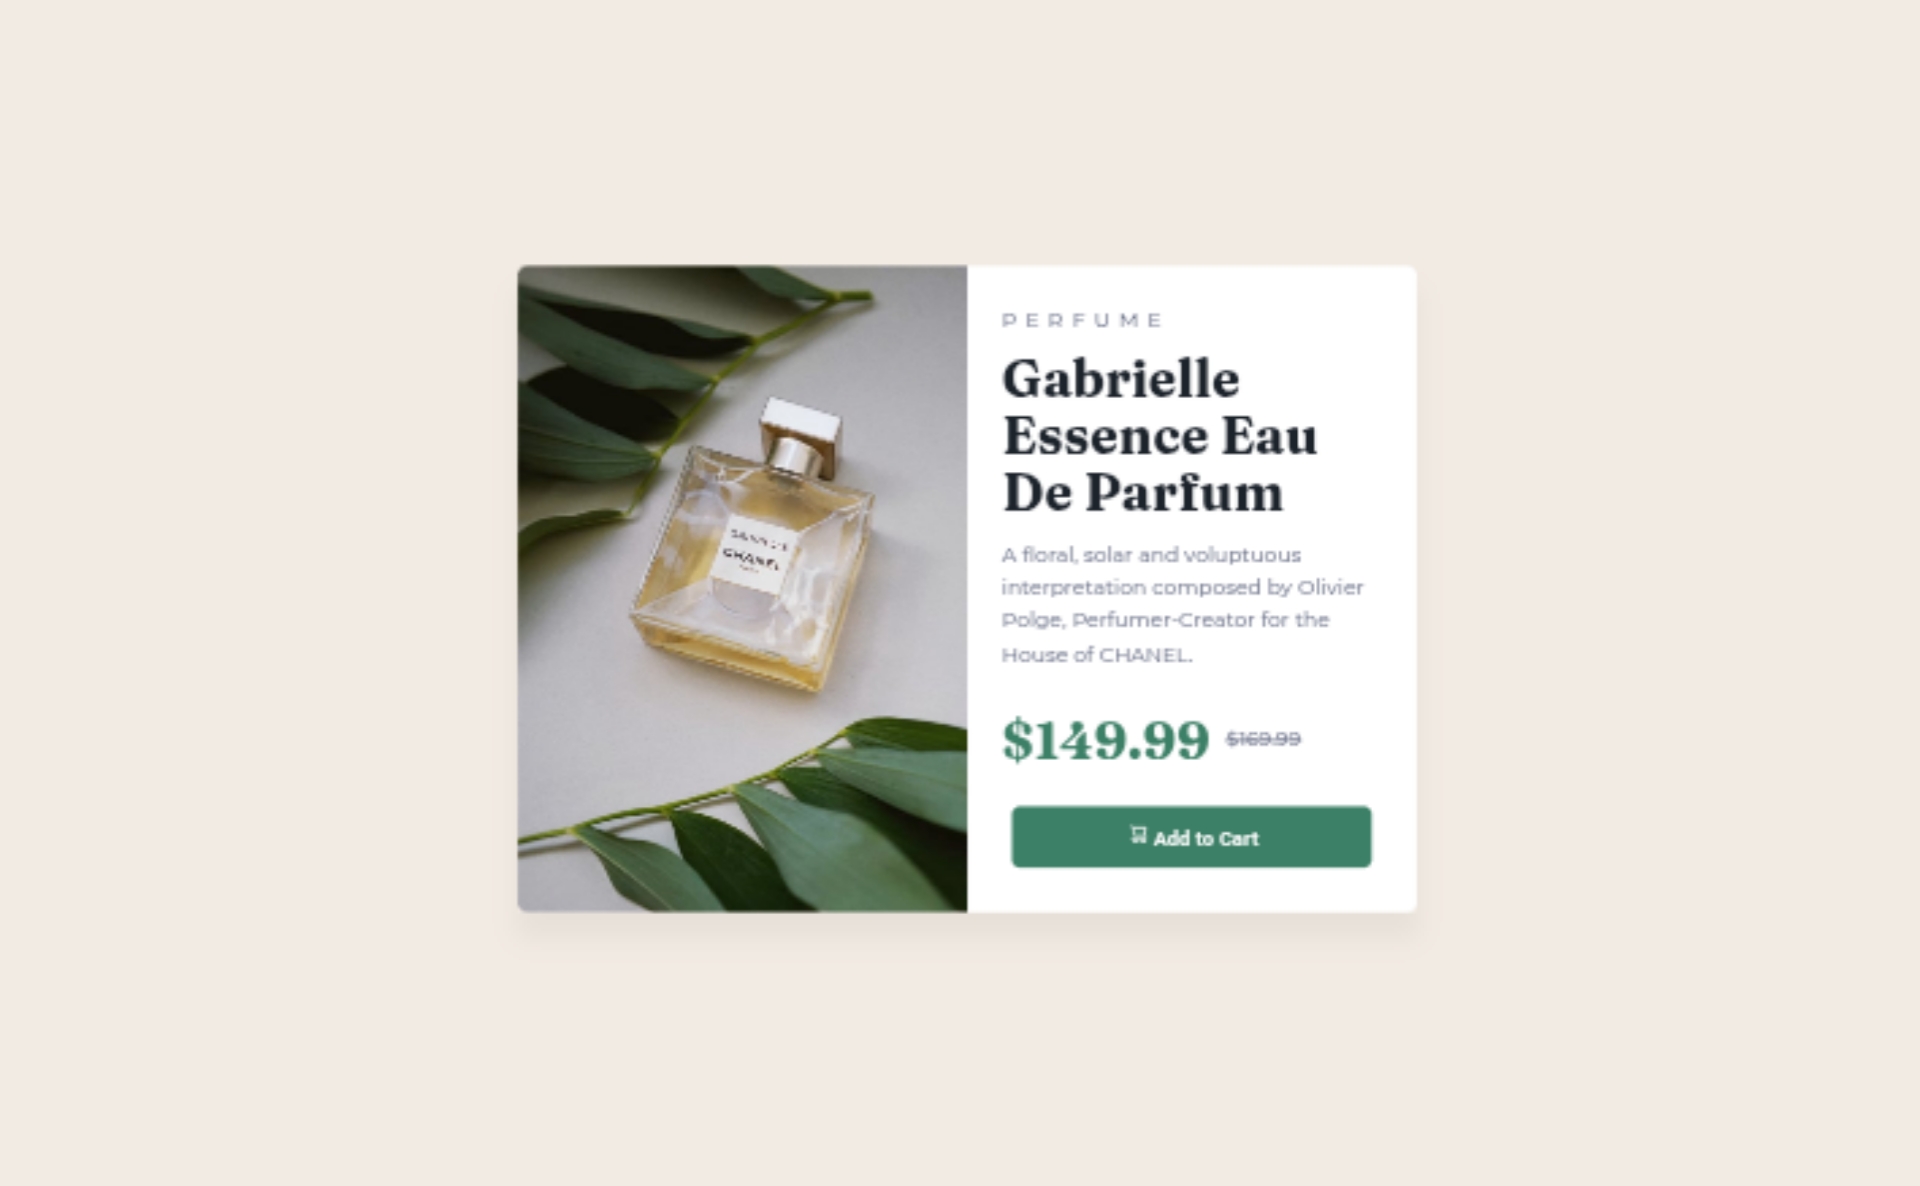 PERFUME
Gabrielle
Essence Eau
De Parfum
A floral, solar and voluptuous
interpretation composed by Olivier
Polge, Perfumer-Creator for the
House of CHANEL.
$149.99 $169.99
Add to Cart
CHANEL